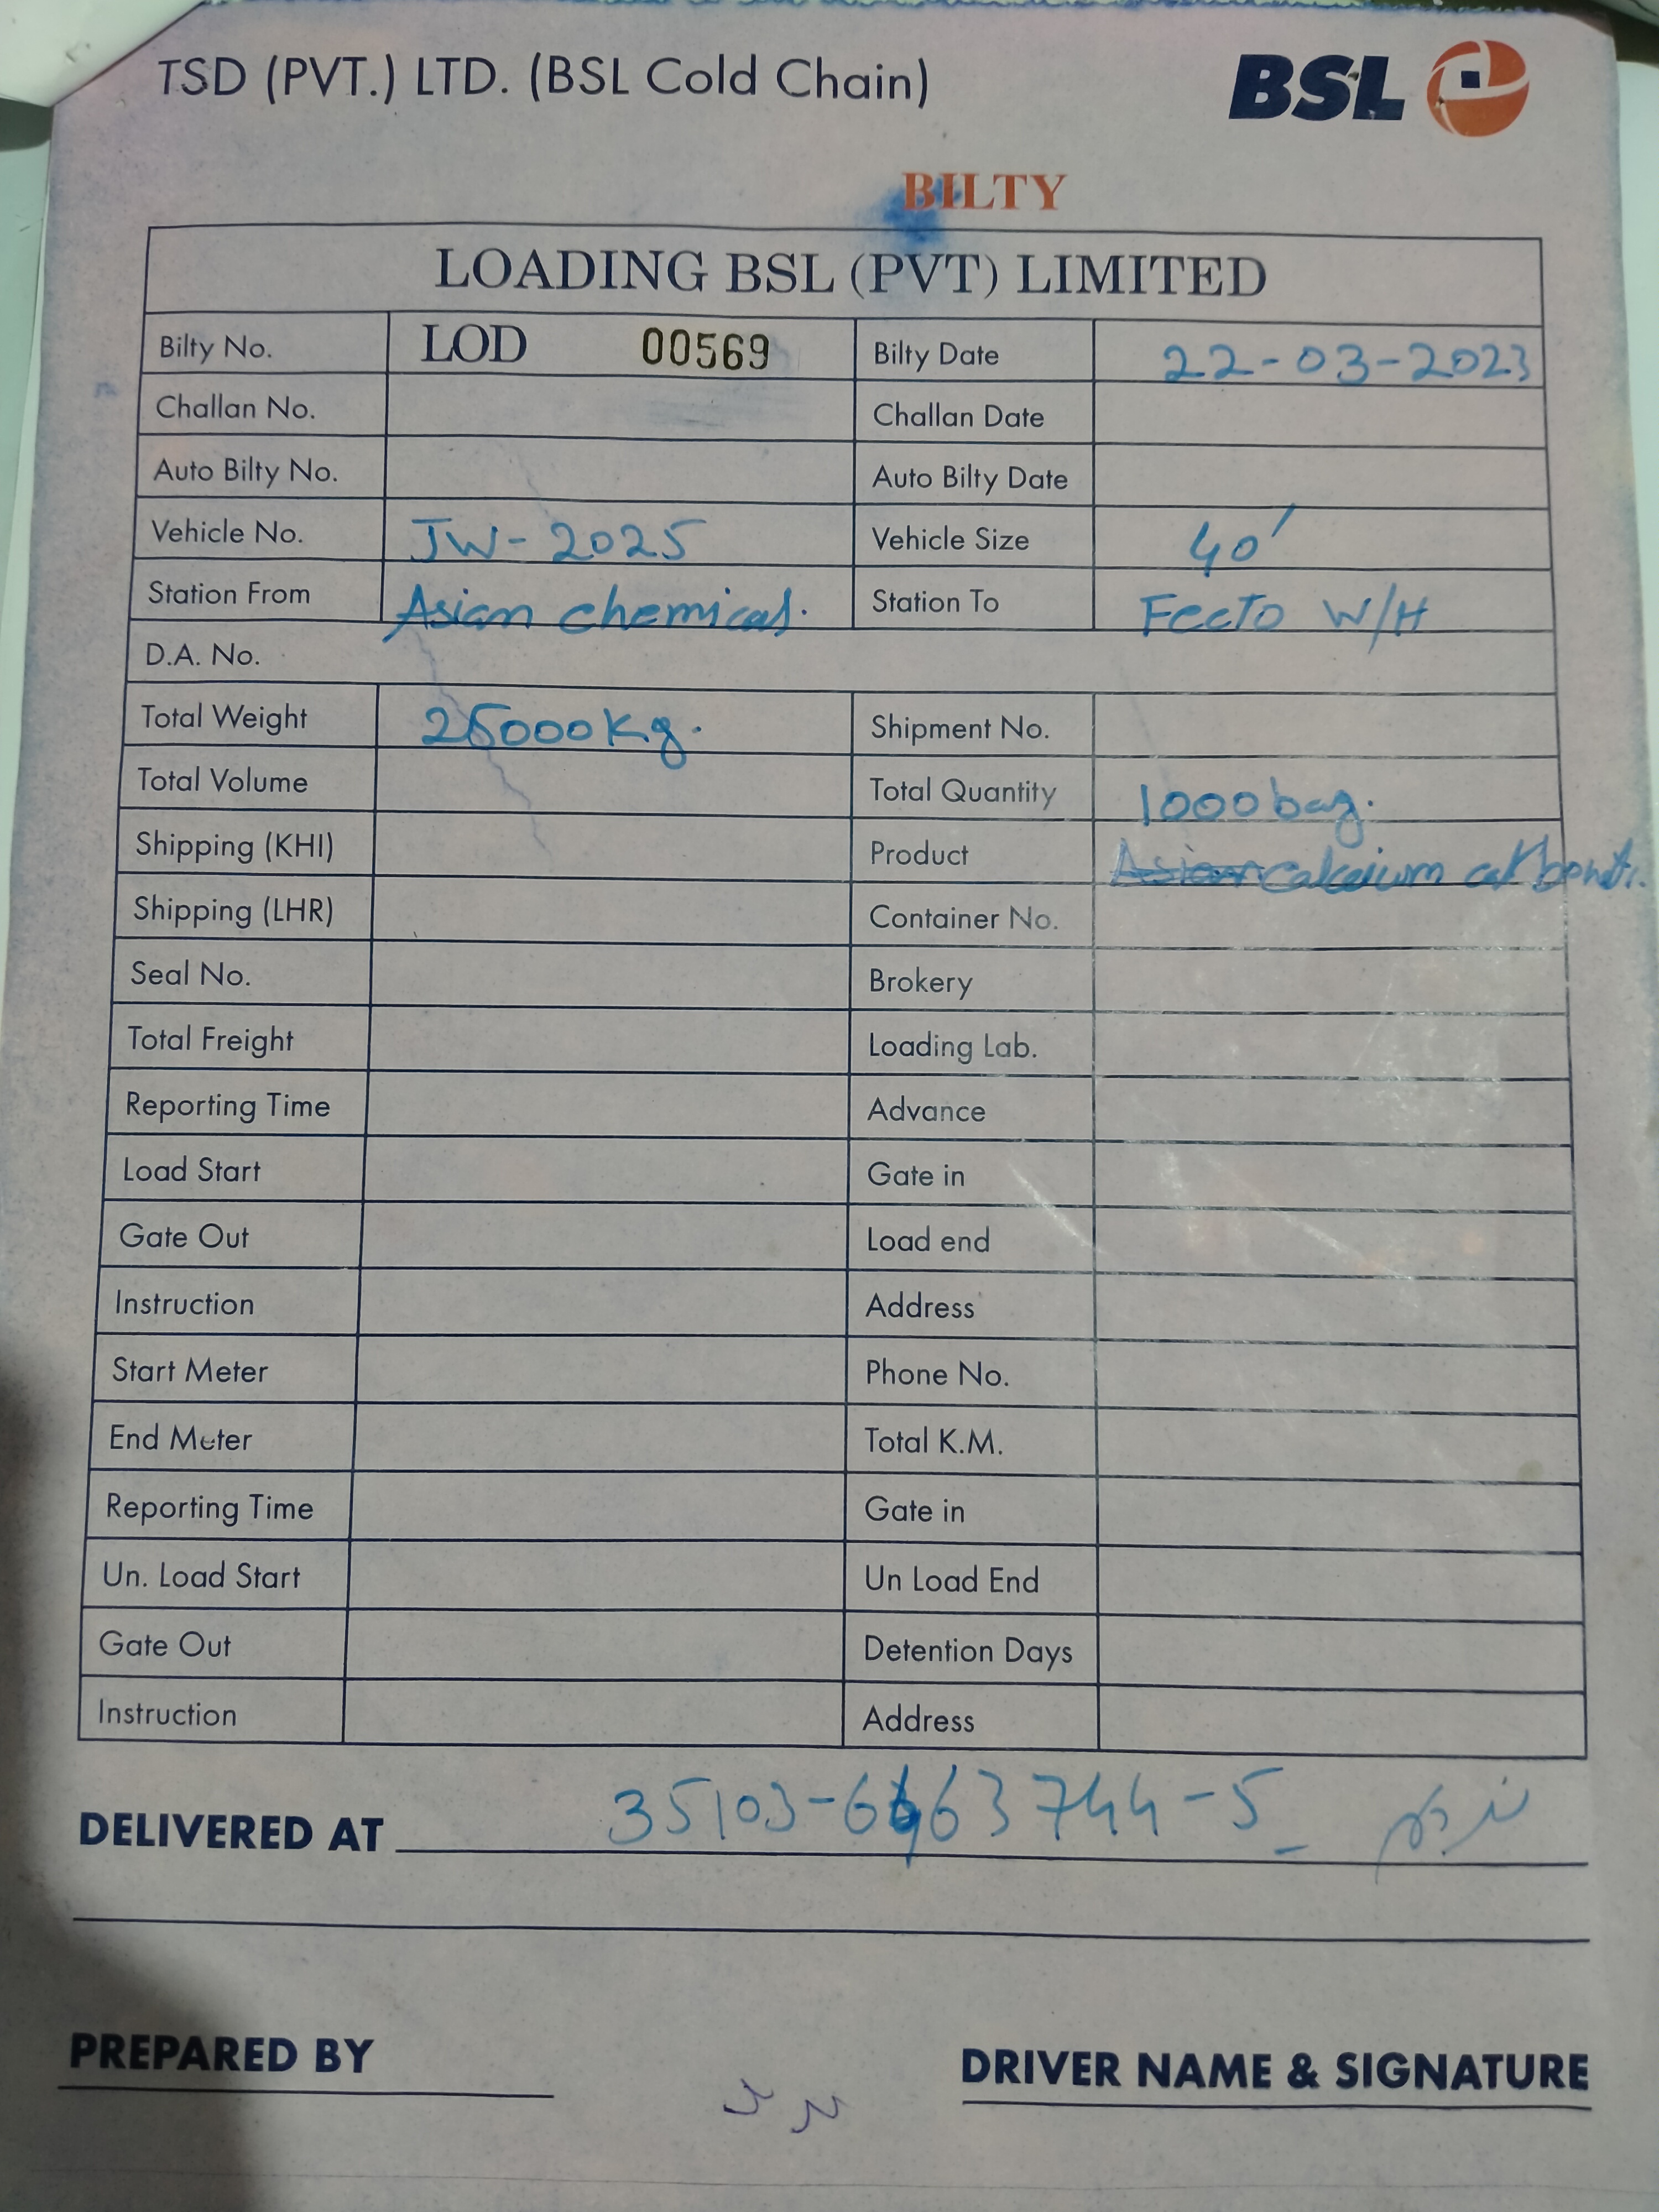 TSD (PVT.) LTD. (BSL Cold Chain) BSL
BILTY
LOADING BSL (PVT) LIMITED
Bilty No. LOD 00569 Bilty Date 22-03-2023
Challan No. Challan Date
Auto Bilty No. Auto Bilty Date
Vehicle No. JW-2025 Vehicle Size 40'
Station From Asian chemical. Station To Fecto W/H
D.A. No.
Total Weight 25000Kg. Shipment No.
Total Volume Total Quantity 1000 bag.
Shipping (KHI) Product Asian calcium
Shipping (LHR) Container No.
Seal No. Brokery
Total Freight Loading Lab.
Reporting Time Advance
Load Start Gate in
Gate Out Load end
Instruction Address
Start Meter Phone No.
End Meter Total K.M.
Reporting Time Gate in
Un. Load Start Un Load End
Gate Out Detention Days
Instruction Address
DELIVERED AT
PREPARED BY DRIVER NAME & SIGNATURE